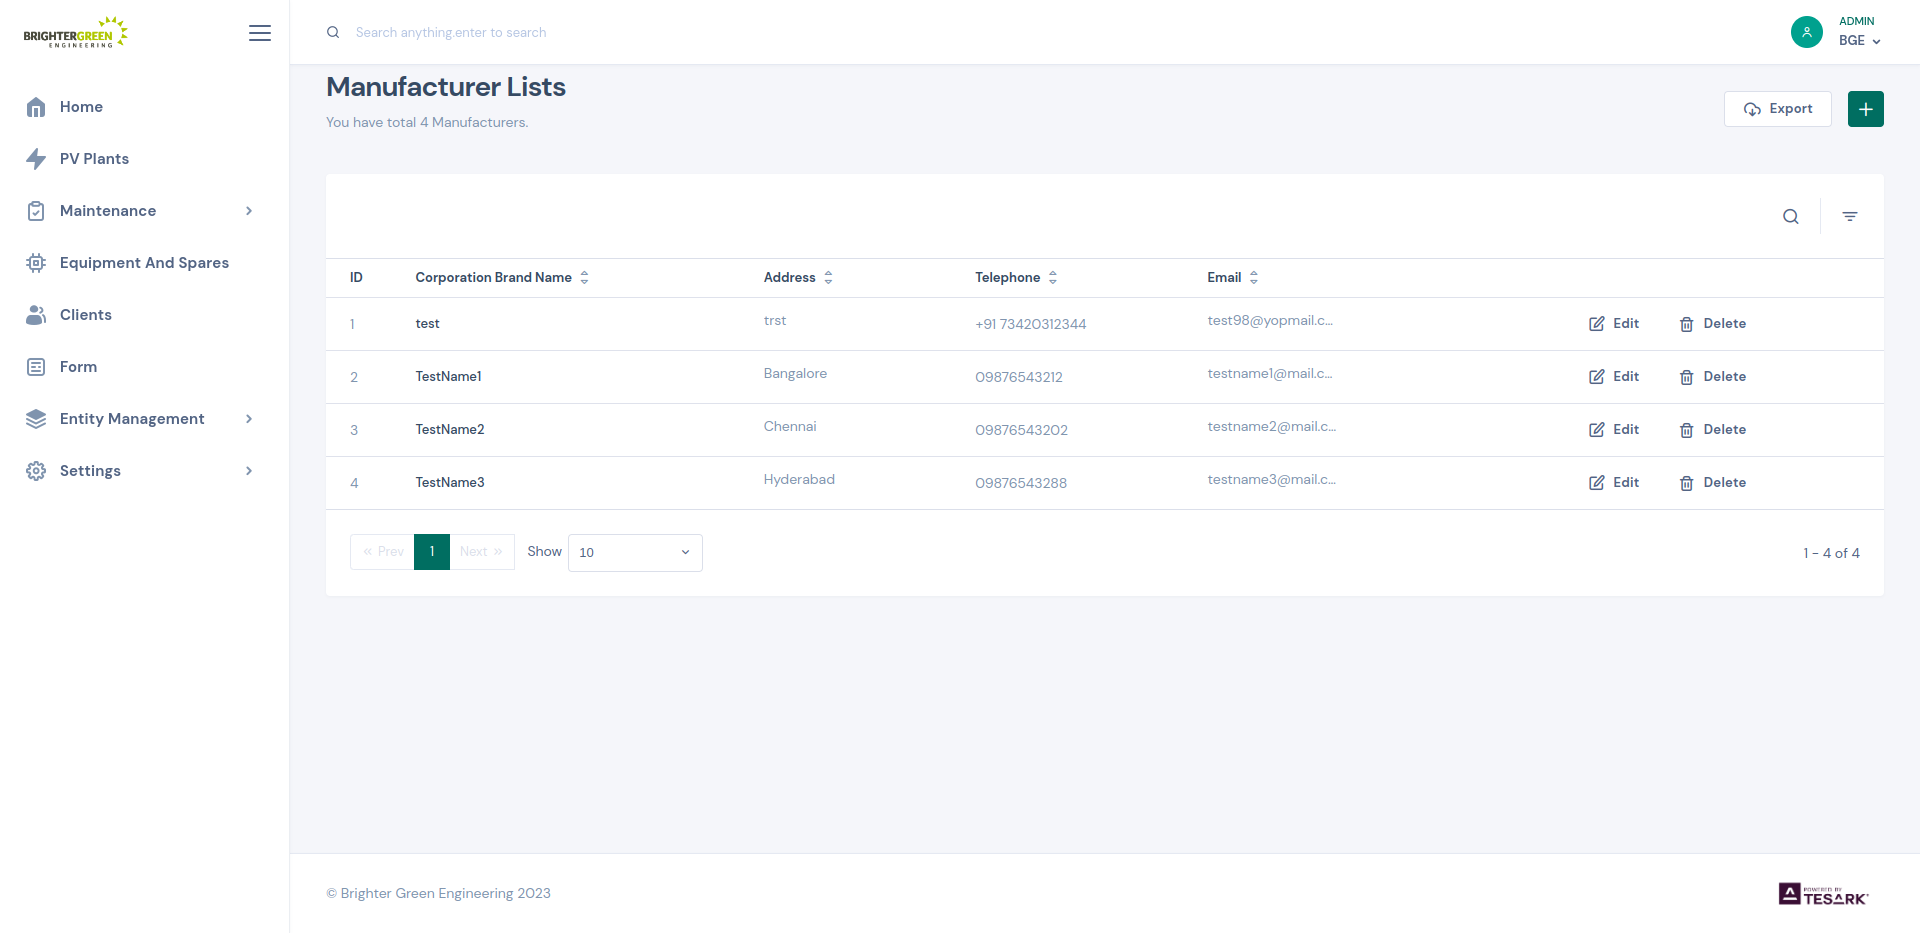 BRIGHTERGREEN
ENGINEERING
Search anything.enter to search
ADMIN
BGE
Home
PV Plants
Maintenance
Equipment And Spares
Clients
Form
Entity Management
Settings
Manufacturer Lists
You have total 4 Manufacturers.
Export
ID Corporation Brand Name Address Telephone Email
1 test trst +91 73420312344 test98@yopmail.c... Edit Delete
2 TestName1 Bangalore 09876543212 testname1@mail.c... Edit Delete
3 TestName2 Chennai 09876543202 testname2@mail.c... Edit Delete
4 TestName3 Hyderabad 09876543288 testname3@mail.c... Edit Delete
« Prev 1 Next » Show 10 1 - 4 of 4
© Brighter Green Engineering 2023
POWERED BY
TESARK